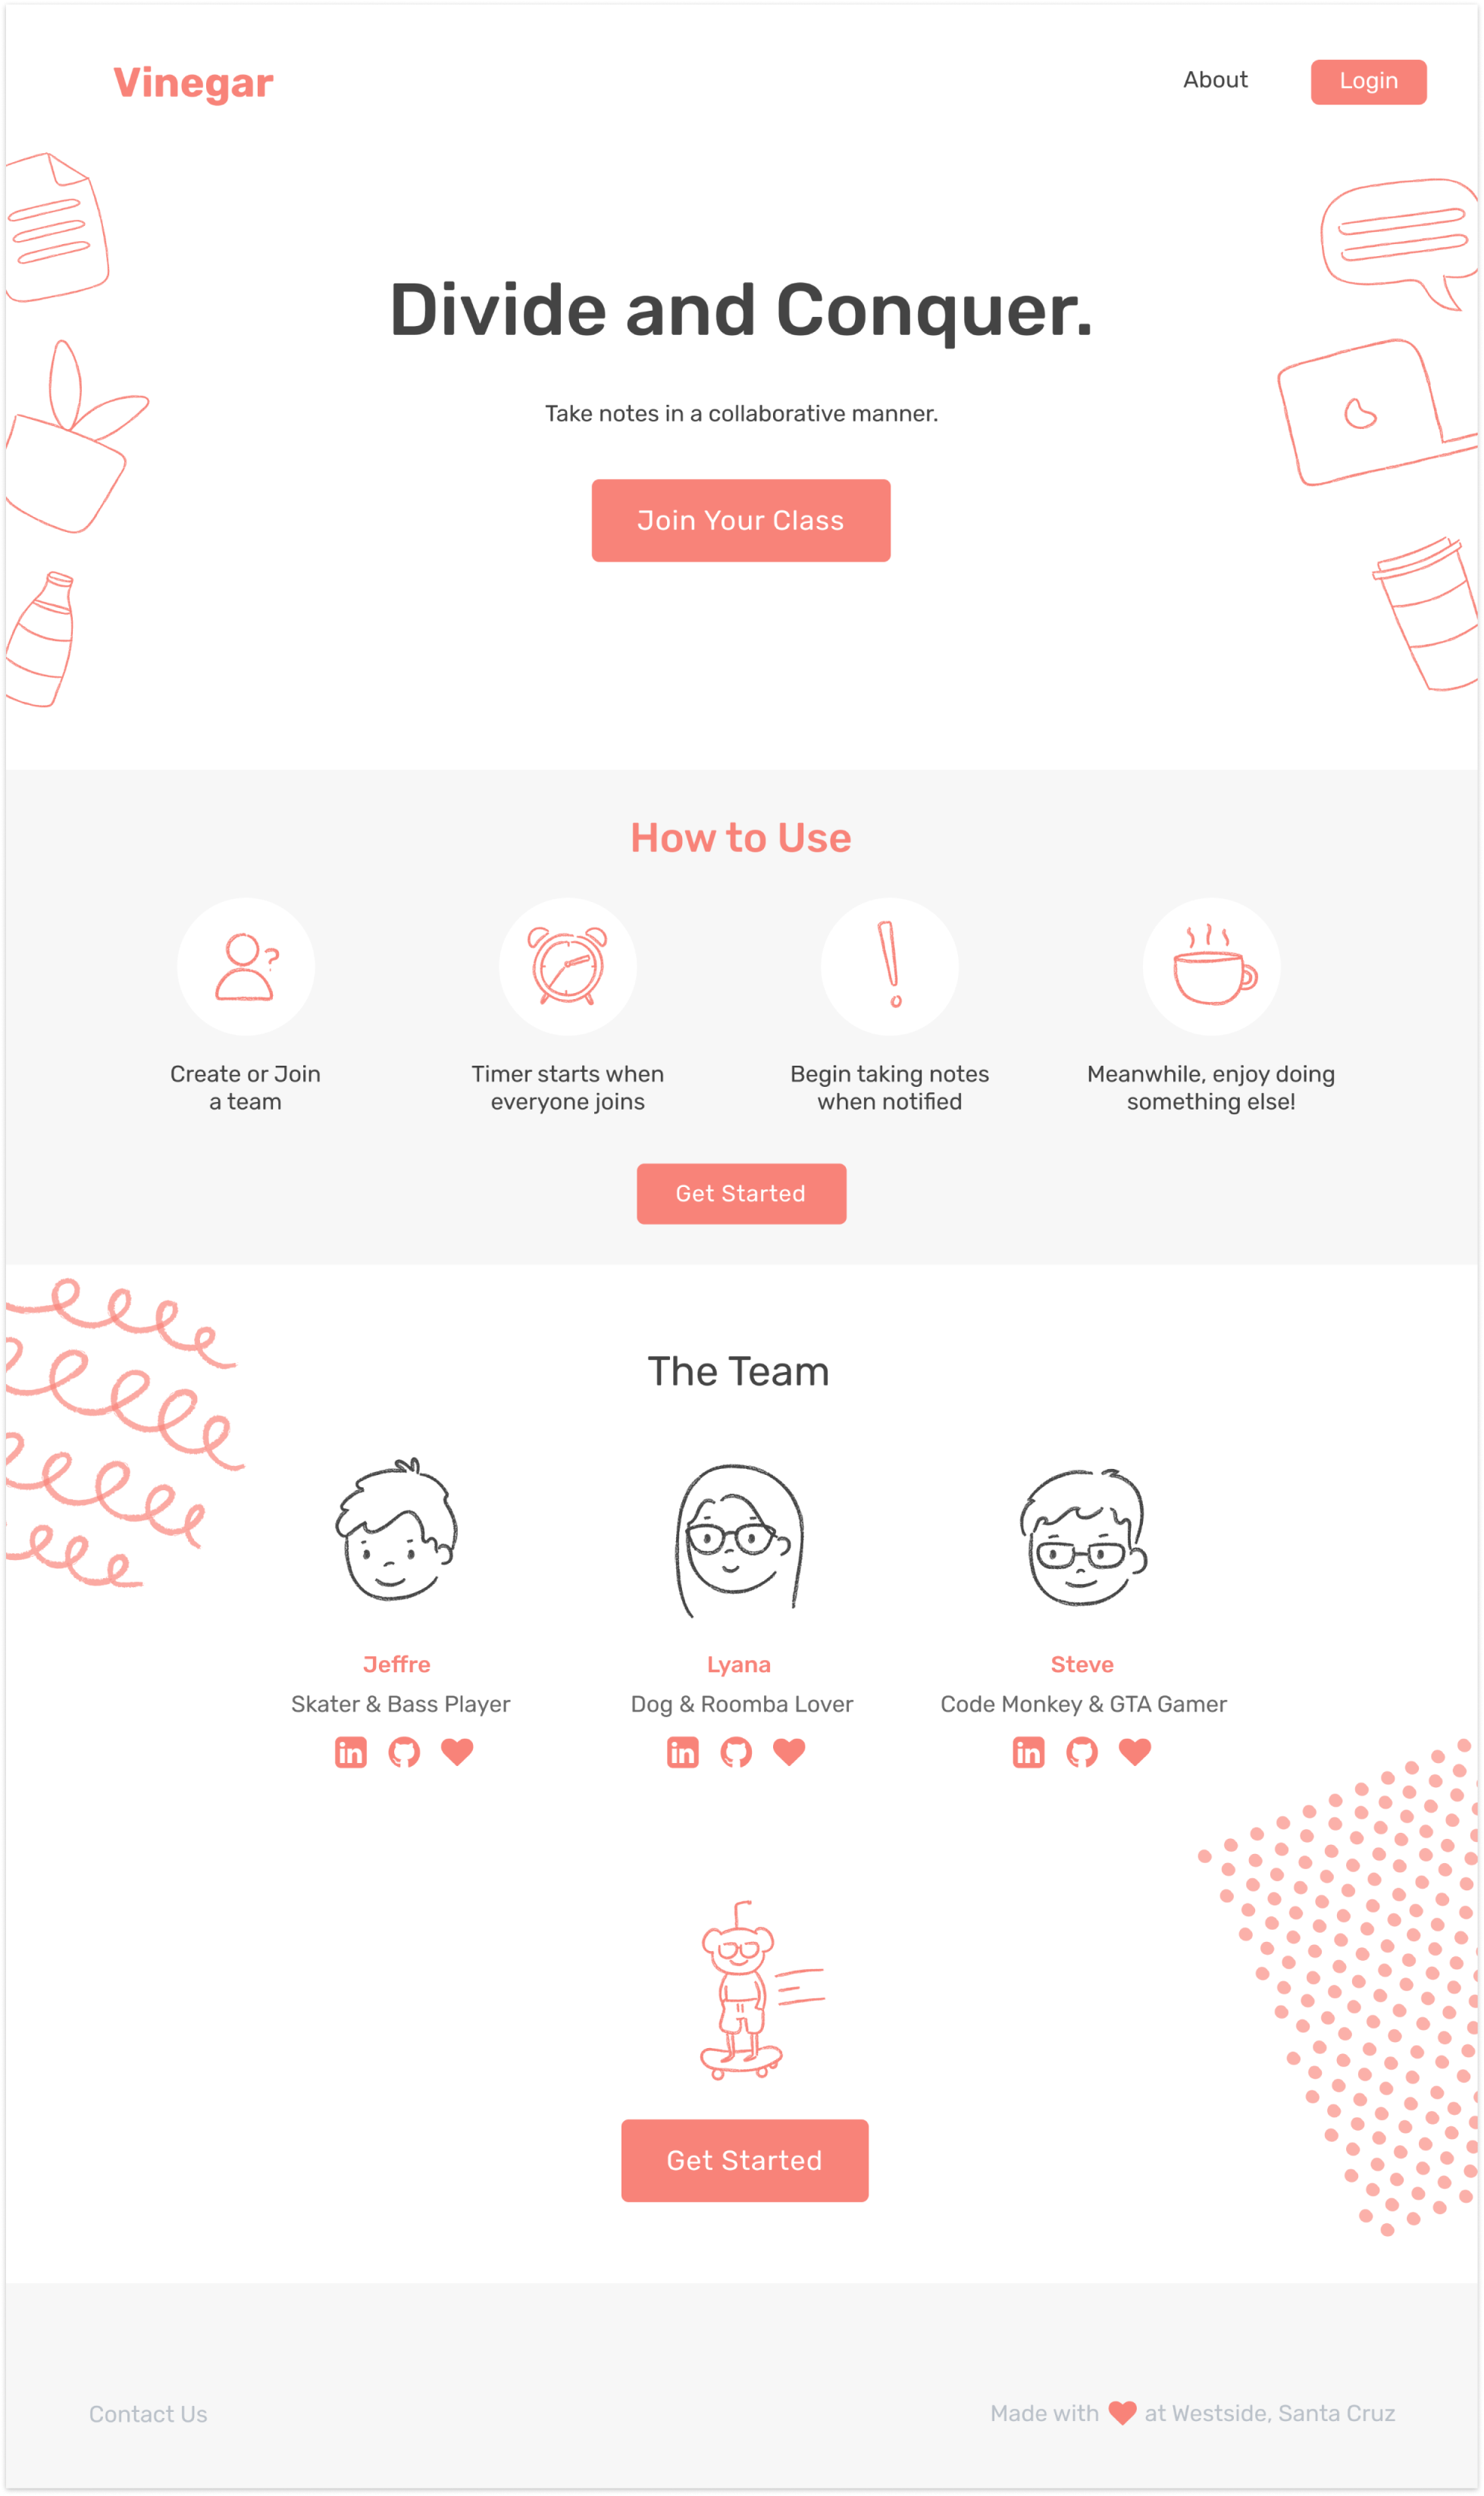 Vinegar
About
Login
Divide and Conquer.
Take notes in a collaborative manner.
Join Your Class
How to Use
Create or Join
a team
Timer starts when
everyone joins
Begin taking notes
when notified
Meanwhile, enjoy doing
something else!
Get Started
The Team
Jeffre
Skater & Bass Player
Lyana
Dog & Roomba Lover
Steve
Code Monkey & GTA Gamer
Get Started
Contact Us
Made with ❤ at Westside, Santa Cruz